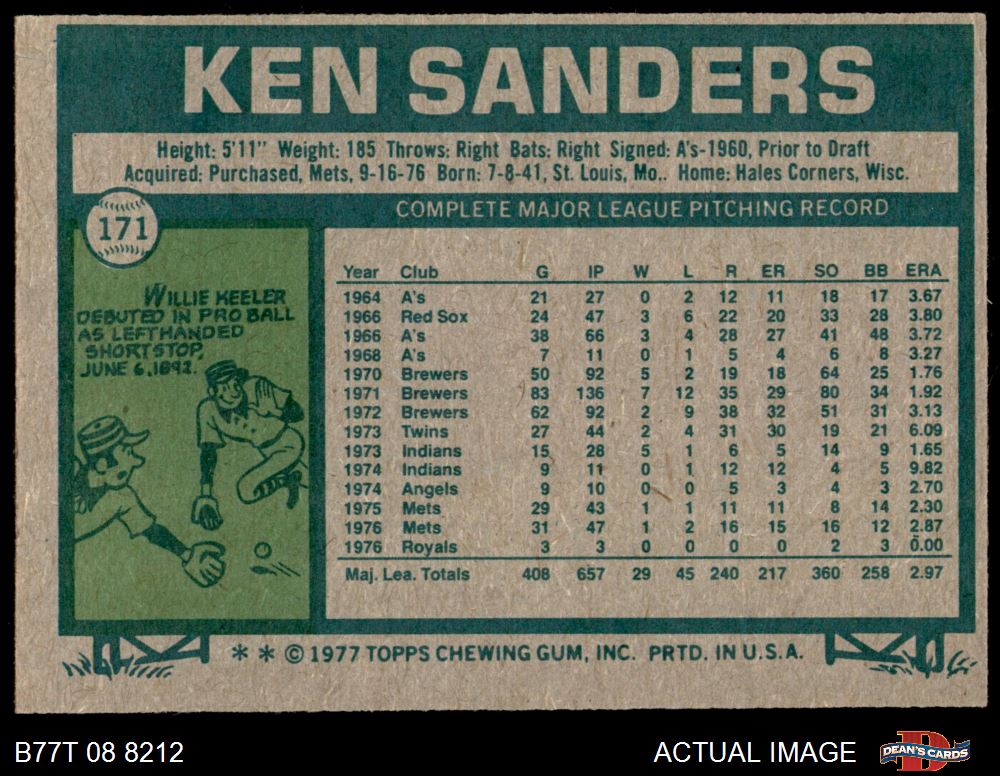 KEN SANDERS
Height: 5'11" Weight: 185 Throws: Right Bats: Right Signed: A's-1960, Prior to Draft
Acquired: Purchased, Mets, 9-16-76 Born: 7-8-41, St. Louis, Mo.. Home: Hales Corners, Wisc.
171
COMPLETE MAJOR LEAGUE PITCHING RECORD
WILLIE KEELER
DEBUTED IN PRO BALL
AS LEFTHANDED
SHORTSTOP,
JUNE 6, 1892.
Year Club G IP W L R ER SO BB ERA
1964 A's 21 27 0 2 12 11 18 17 3.67
1966 Red Sox 24 47 3 6 22 20 33 28 3.80
1966 A's 38 66 3 4 28 27 41 48 3.72
1968 A's 7 11 0 1 5 4 6 8 3.27
1970 Brewers 50 92 5 2 19 18 64 25 1.76
1971 Brewers 83 136 7 12 35 29 80 34 1.92
1972 Brewers 62 92 2 9 38 32 51 31 3.13
1973 Twins 27 44 2 4 31 30 19 21 6.09
1973 Indians 15 28 5 1 6 5 14 9 1.65
1974 Indians 9 11 0 1 12 12 4 5 9.82
1974 Angels 9 10 0 0 5 3 4 3 2.70
1975 Mets 29 43 1 1 11 11 8 14 2.30
1976 Mets 31 47 1 2 16 15 16 12 2.87
1976 Royals 3 3 0 0 0 0 2 3 0.00
Maj. Lea. Totals 408 657 29 45 240 217 360 258 2.97
* * © 1977 TOPPS CHEWING GUM, INC. PRTD. IN U.S.A.
B77T 08 8212
ACTUAL IMAGE
D
DEAN'S CARDS